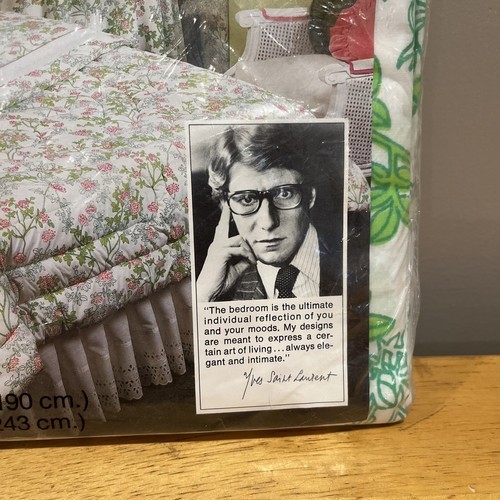 "The bedroom is the ultimate
individual reflection of you
and your moods. My designs
are meant to express a cer-
tain art of living...always ele-
gant and intimate."
Yves Saint Laurent
190 cm.)
243 cm.)